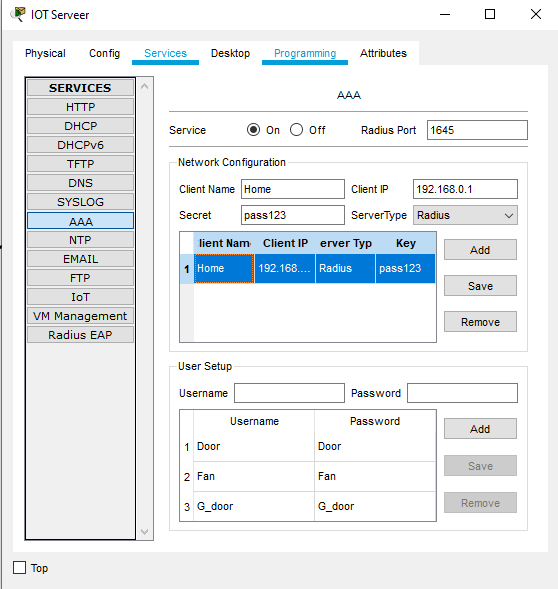 IOT Serveer
Physical Config Services Desktop Programming Attributes
SERVICES
HTTP
DHCP
DHCPv6
TFTP
DNS
SYSLOG
AAA
NTP
EMAIL
FTP
IoT
VM Management
Radius EAP
AAA
Service On Off Radius Port 1645
Network Configuration
Client Name Home Client IP 192.168.0.1
Secret pass123 ServerType Radius
lient Name Client IP erver Typ Key
1 Home 192.168.... Radius pass123
Add
Save
Remove
User Setup
Username Password
Username Password
1 Door Door
2 Fan Fan
3 G_door G_door
Add
Save
Remove
Top